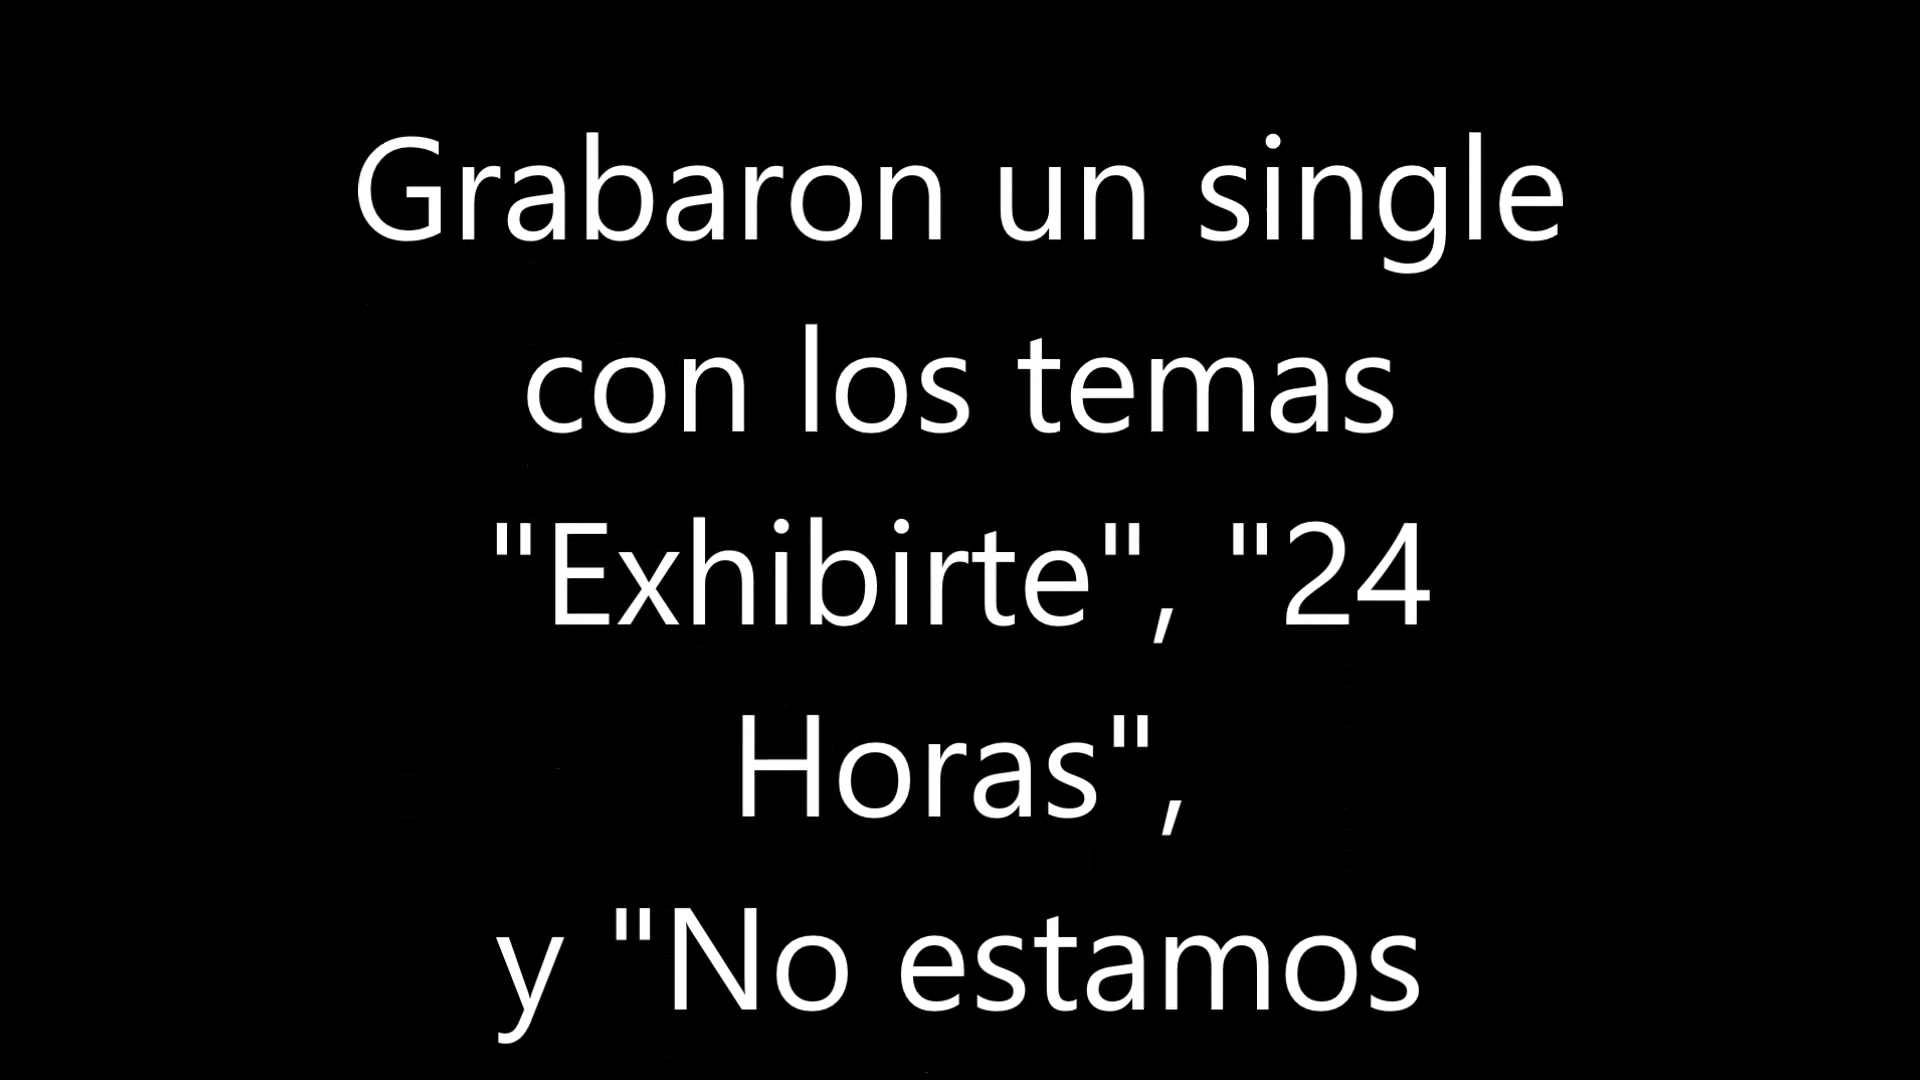 Grabaron un single
con los temas
"Exhibirte", "24
Horas",
y "No estamos